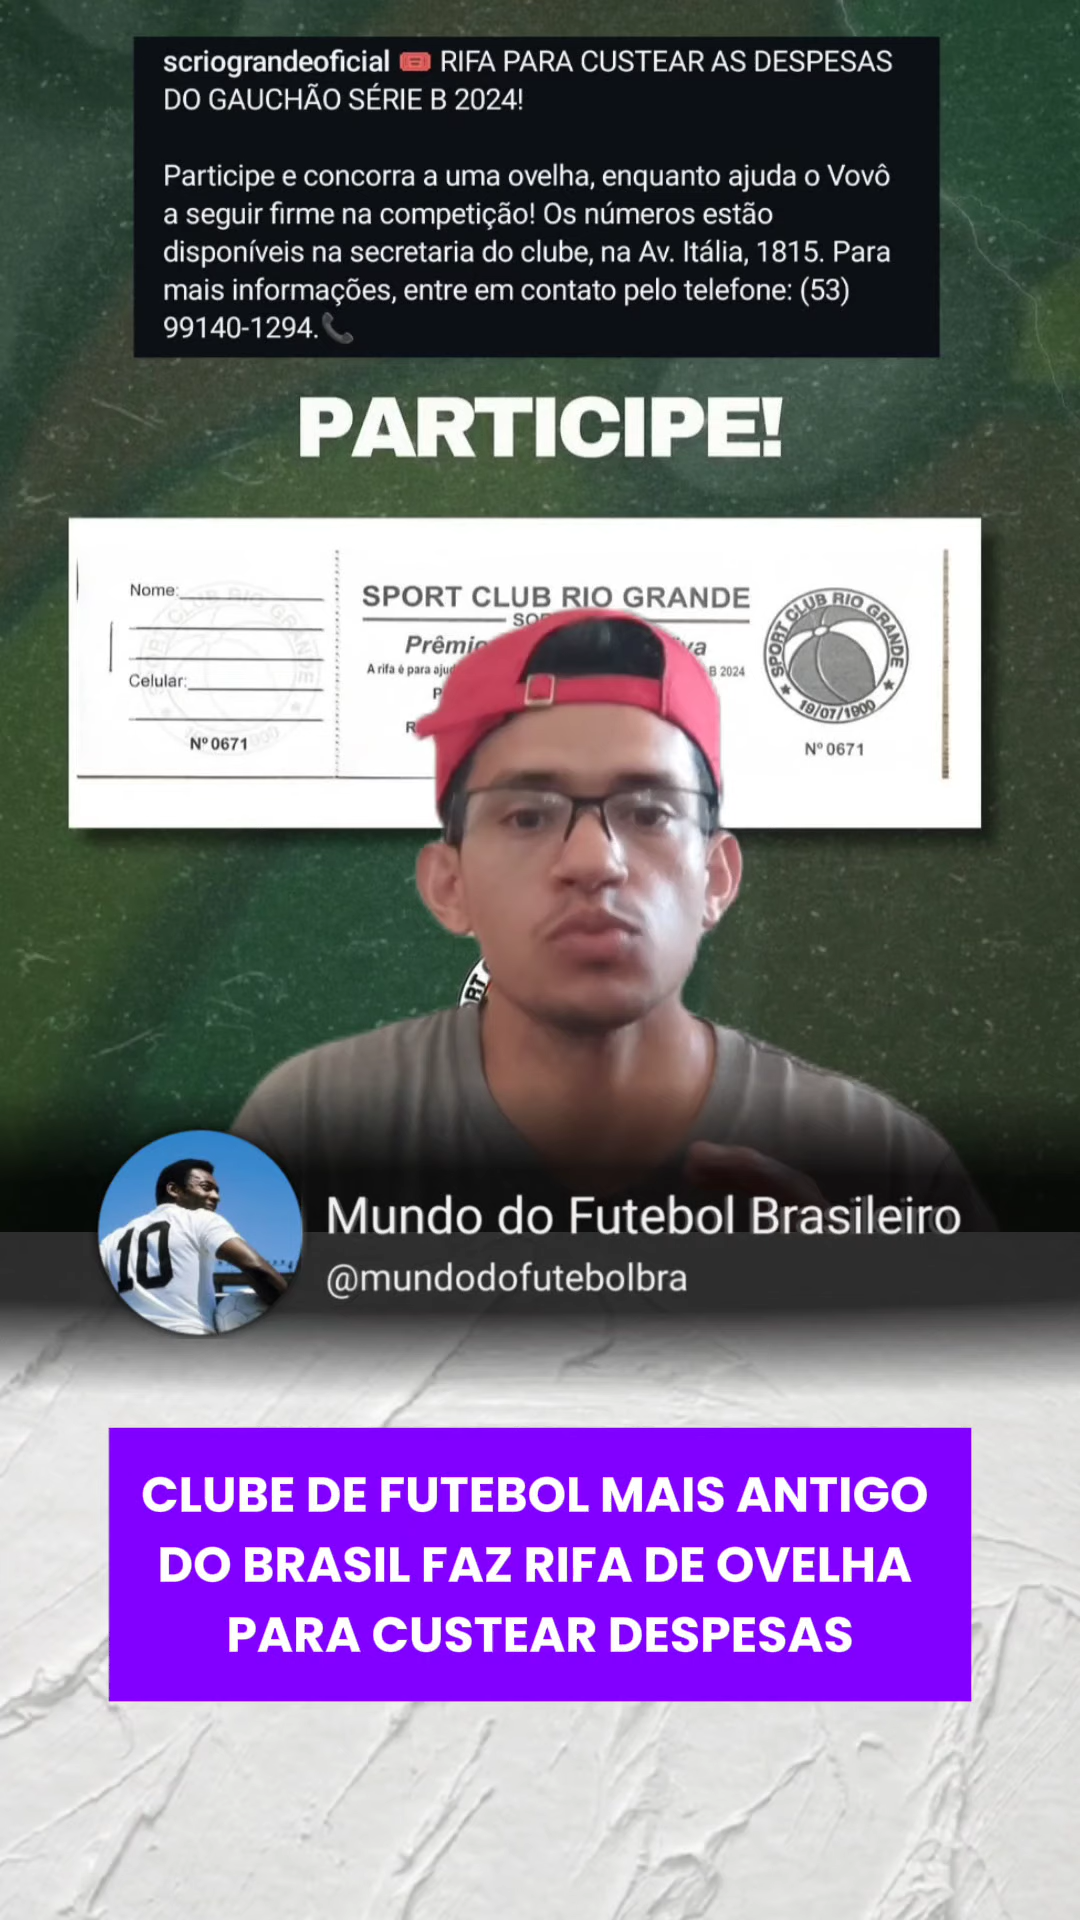 scriograndeoficial 🎟 RIFA PARA CUSTEAR AS DESPESAS
DO GAUCHÃO SÉRIE B 2024!
Participe e concorra a uma ovelha, enquanto ajuda o Vovô
a seguir firme na competição! Os números estão
disponíveis na secretaria do clube, na Av. Itália, 1815. Para
mais informações, entre em contato pelo telefone: (53)
99140-1294.📞
PARTICIPE!
Nome:
Celular:
Nº 0671
SPORT CLUB RIO GRANDE
A rifa é para
B 2024
SPORT CLUB RIO GRANDE
19/07/1900
Nº 0671
10
Mundo do Futebol Brasileiro
@mundodofutebolbra
CLUBE DE FUTEBOL MAIS ANTIGO
DO BRASIL FAZ RIFA DE OVELHA
PARA CUSTEAR DESPESAS